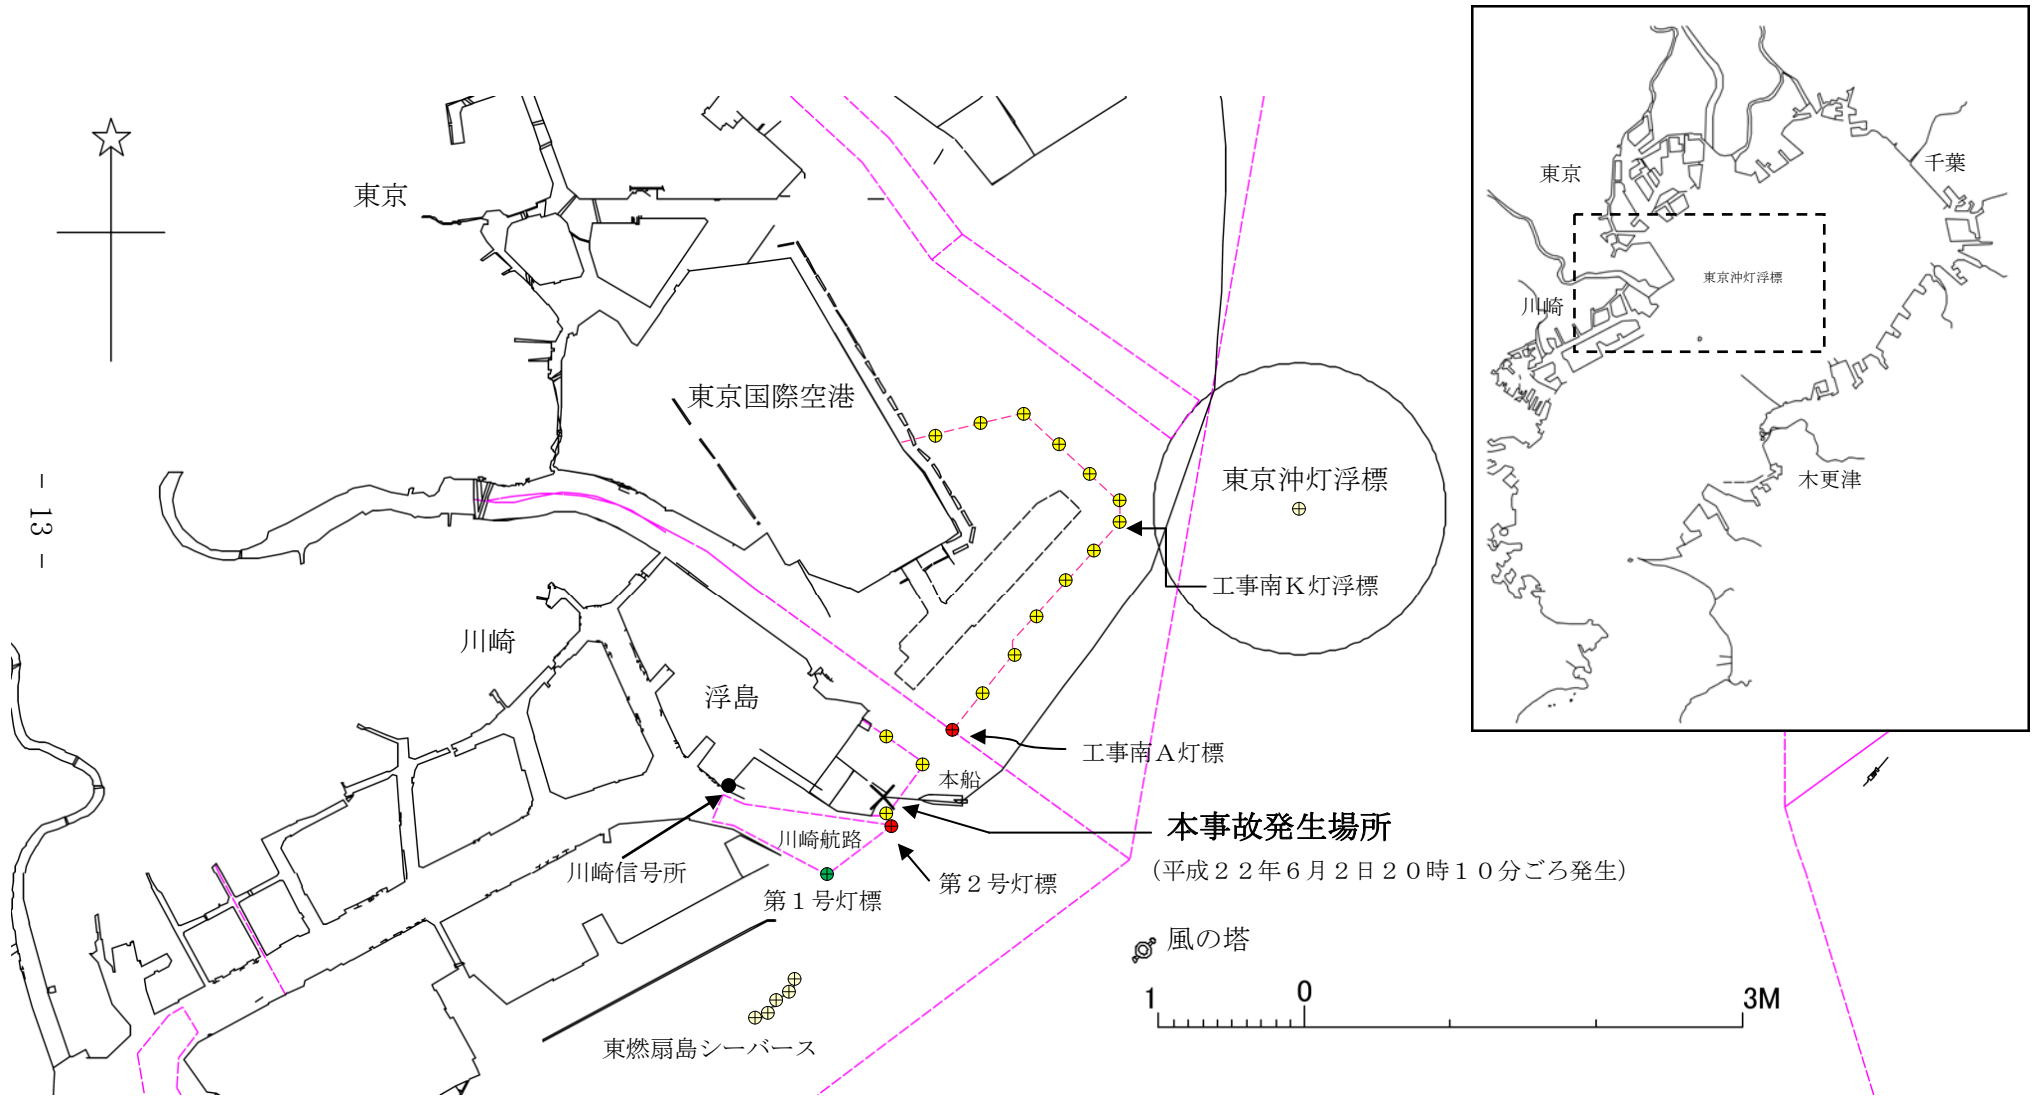 東京
東京国際空港
東京沖灯浮標
工事南K灯浮標
川崎
浮島
工事南A灯標
本船
本事故発生場所
(平成22年6月2日20時10分ごろ発生)
川崎航路
川崎信号所
第1号灯標
第2号灯標
風の塔
1 0 3M
東燃扇島シーバース
- 13 -
東京
千葉
東京沖灯浮標
川崎
木更津